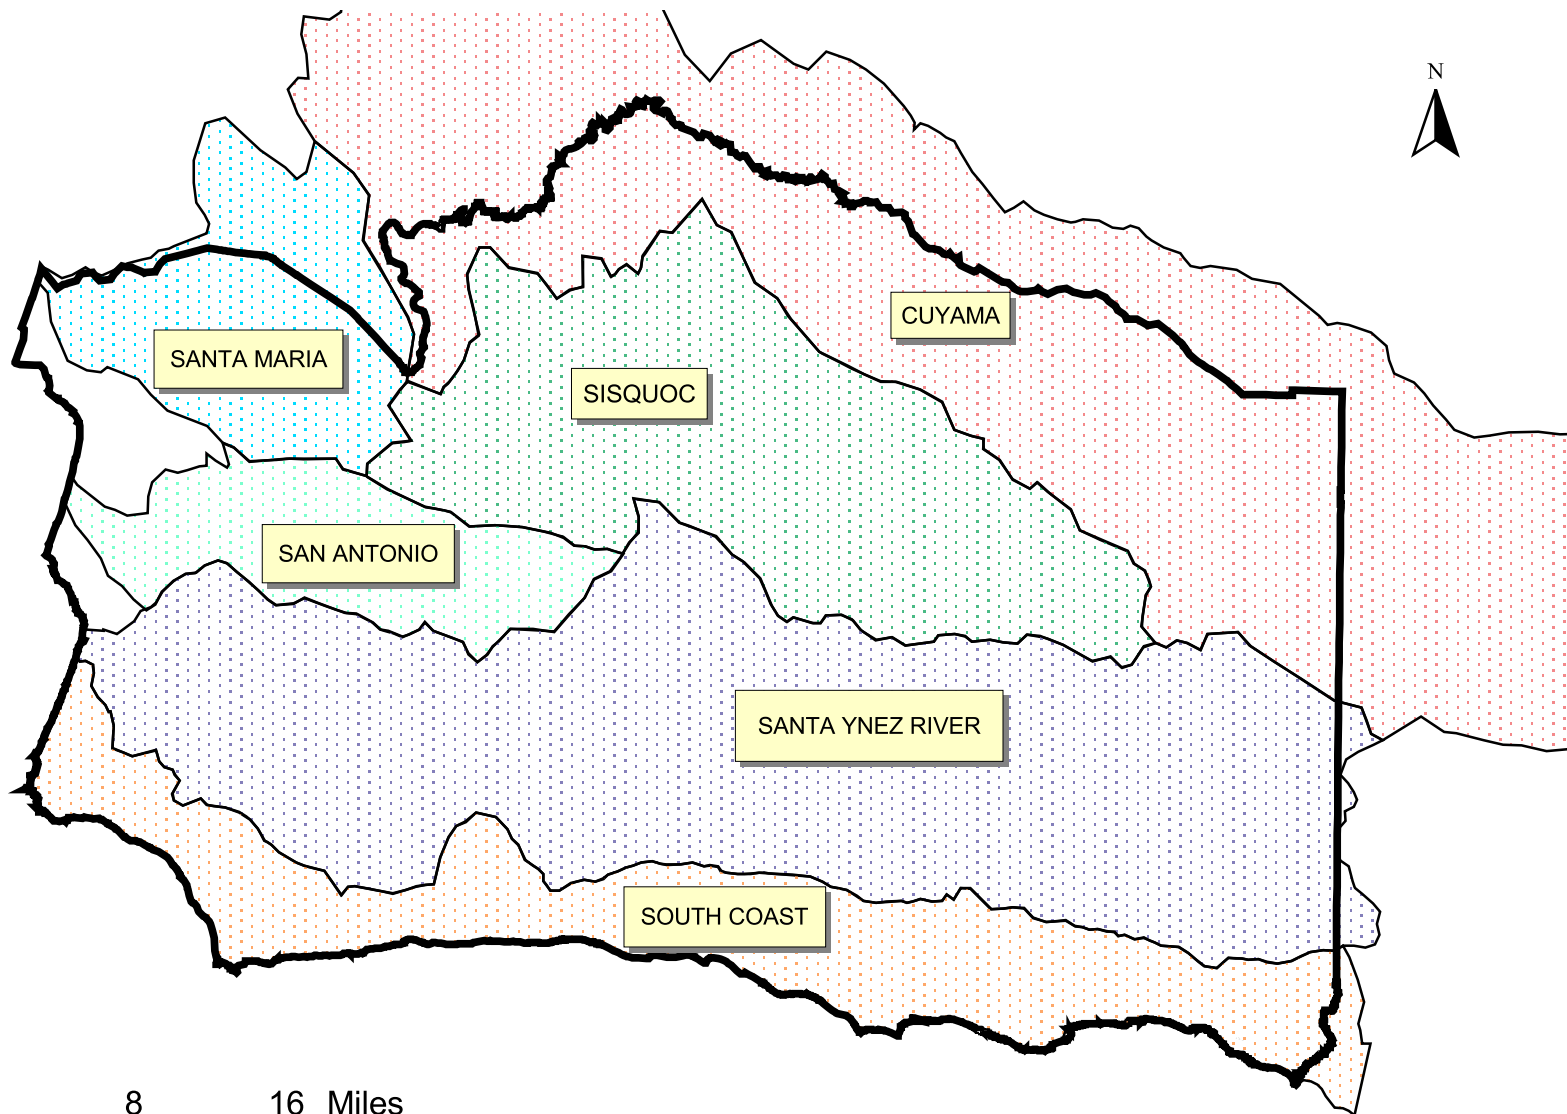 N
CUYAMA
SANTA MARIA
SISQUOC
SAN ANTONIO
SANTA YNEZ RIVER
SOUTH COAST
8 16 Miles